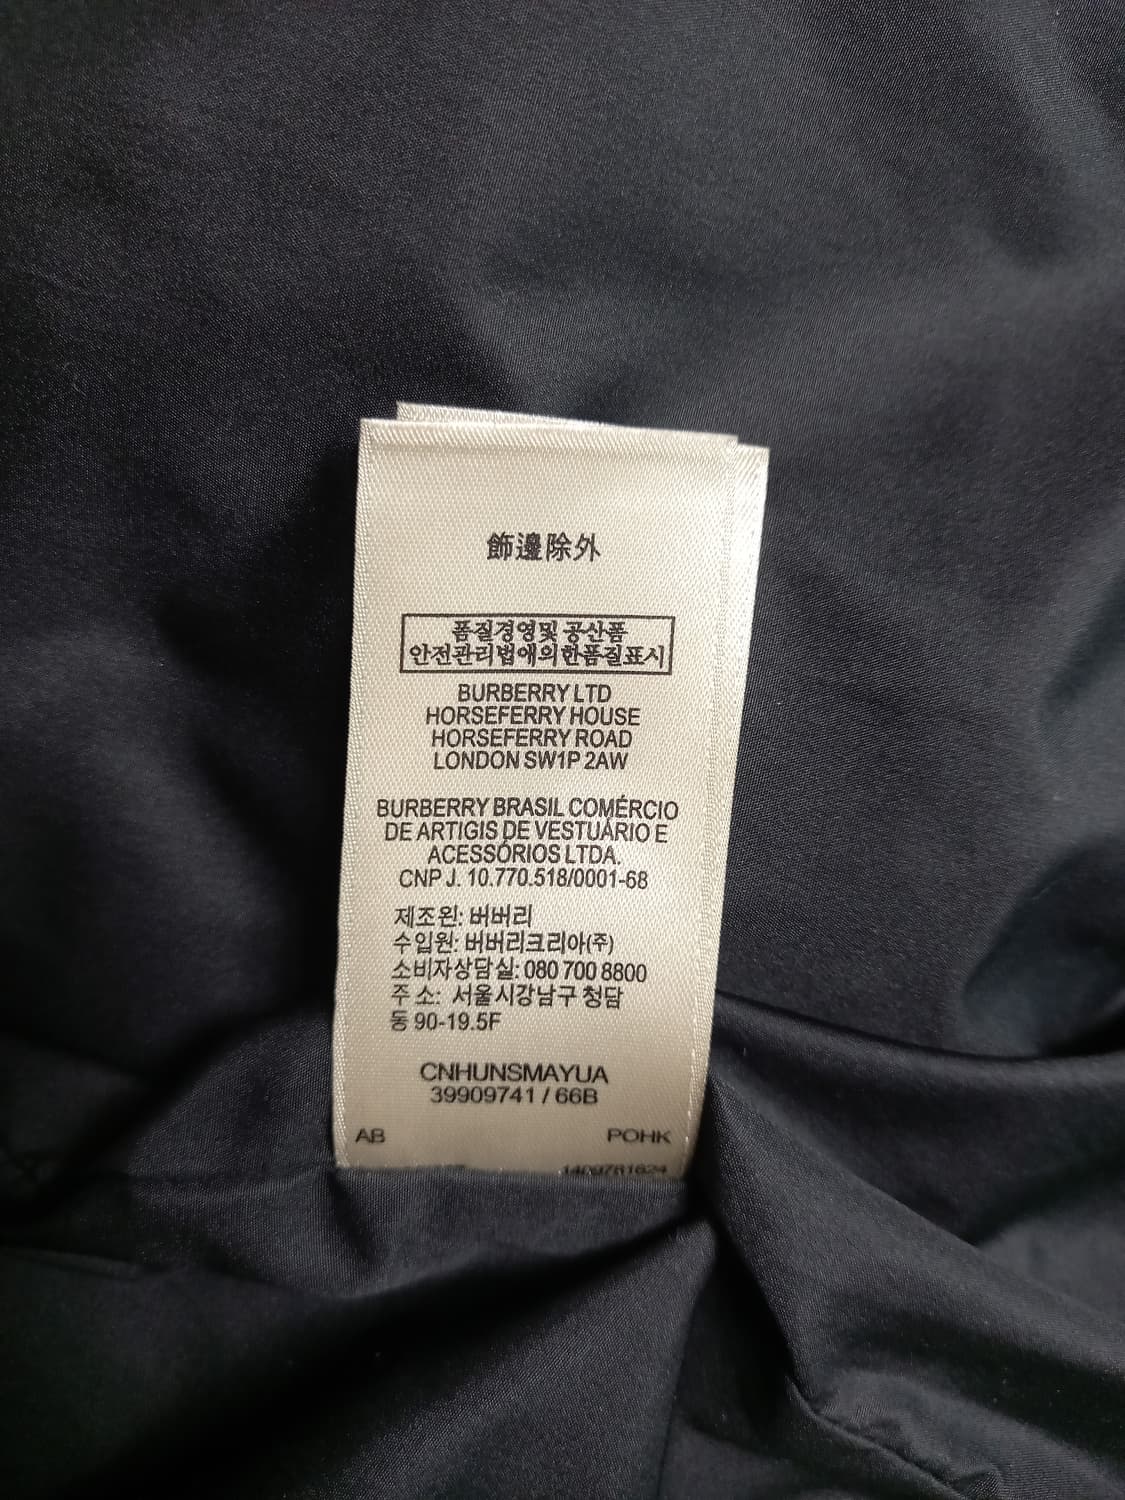 飾邊除外
품질경영및 공산품
안전관리법애의한품질표시
BURBERRY LTD
HORSEFERRY HOUSE
HORSEFERRY ROAD
LONDON SW1P 2AW
BURBERRY BRASIL COMÉRCIO
DE ARTIGIS DE VESTUÁRIO E
ACESSÓRIOS LTDA.
CNPJ. 10.770.518/0001-68
제조원: 버버리
수입원: 버버리크리아(주)
소비자상담실: 080 700 8800
주 소: 서울시강남구 청담
동 90-19.5F
CNHUNSMAYUA
39909741 / 66B
AB POHK